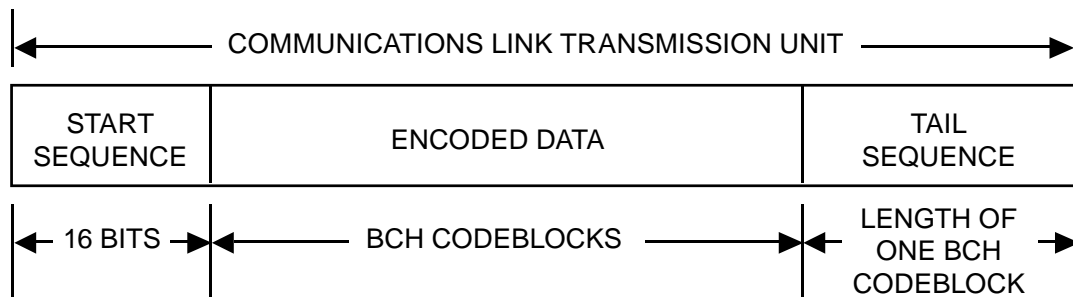 COMMUNICATIONS LINK TRANSMISSION UNIT
START
SEQUENCE
ENCODED DATA
TAIL
SEQUENCE
16 BITS
BCH CODEBLOCKS
LENGTH OF
ONE BCH
CODEBLOCK